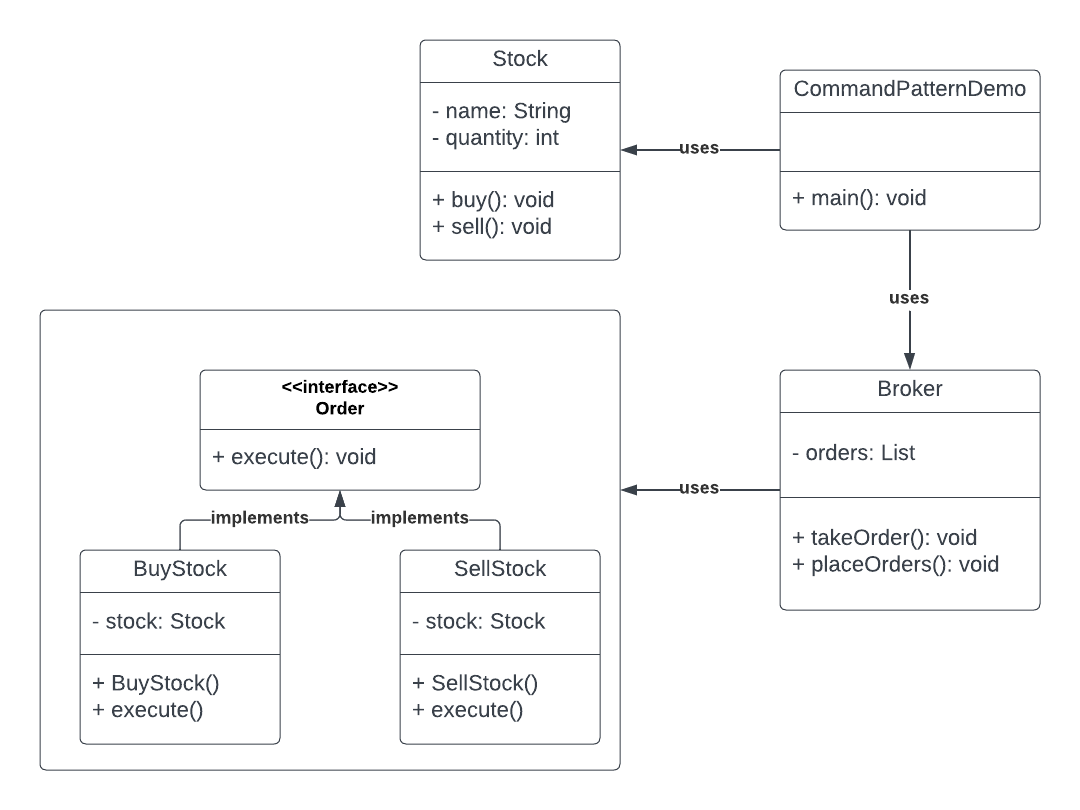 Stock
- name: String
- quantity: int
+ buy(): void
+ sell(): void
uses
CommandPatternDemo
+ main(): void
uses
<<interface>>
Order
+ execute(): void
implements
implements
BuyStock
- stock: Stock
+ BuyStock()
+ execute()
SellStock
- stock: Stock
+ SellStock()
+ execute()
uses
Broker
- orders: List
+ takeOrder(): void
+ placeOrders(): void